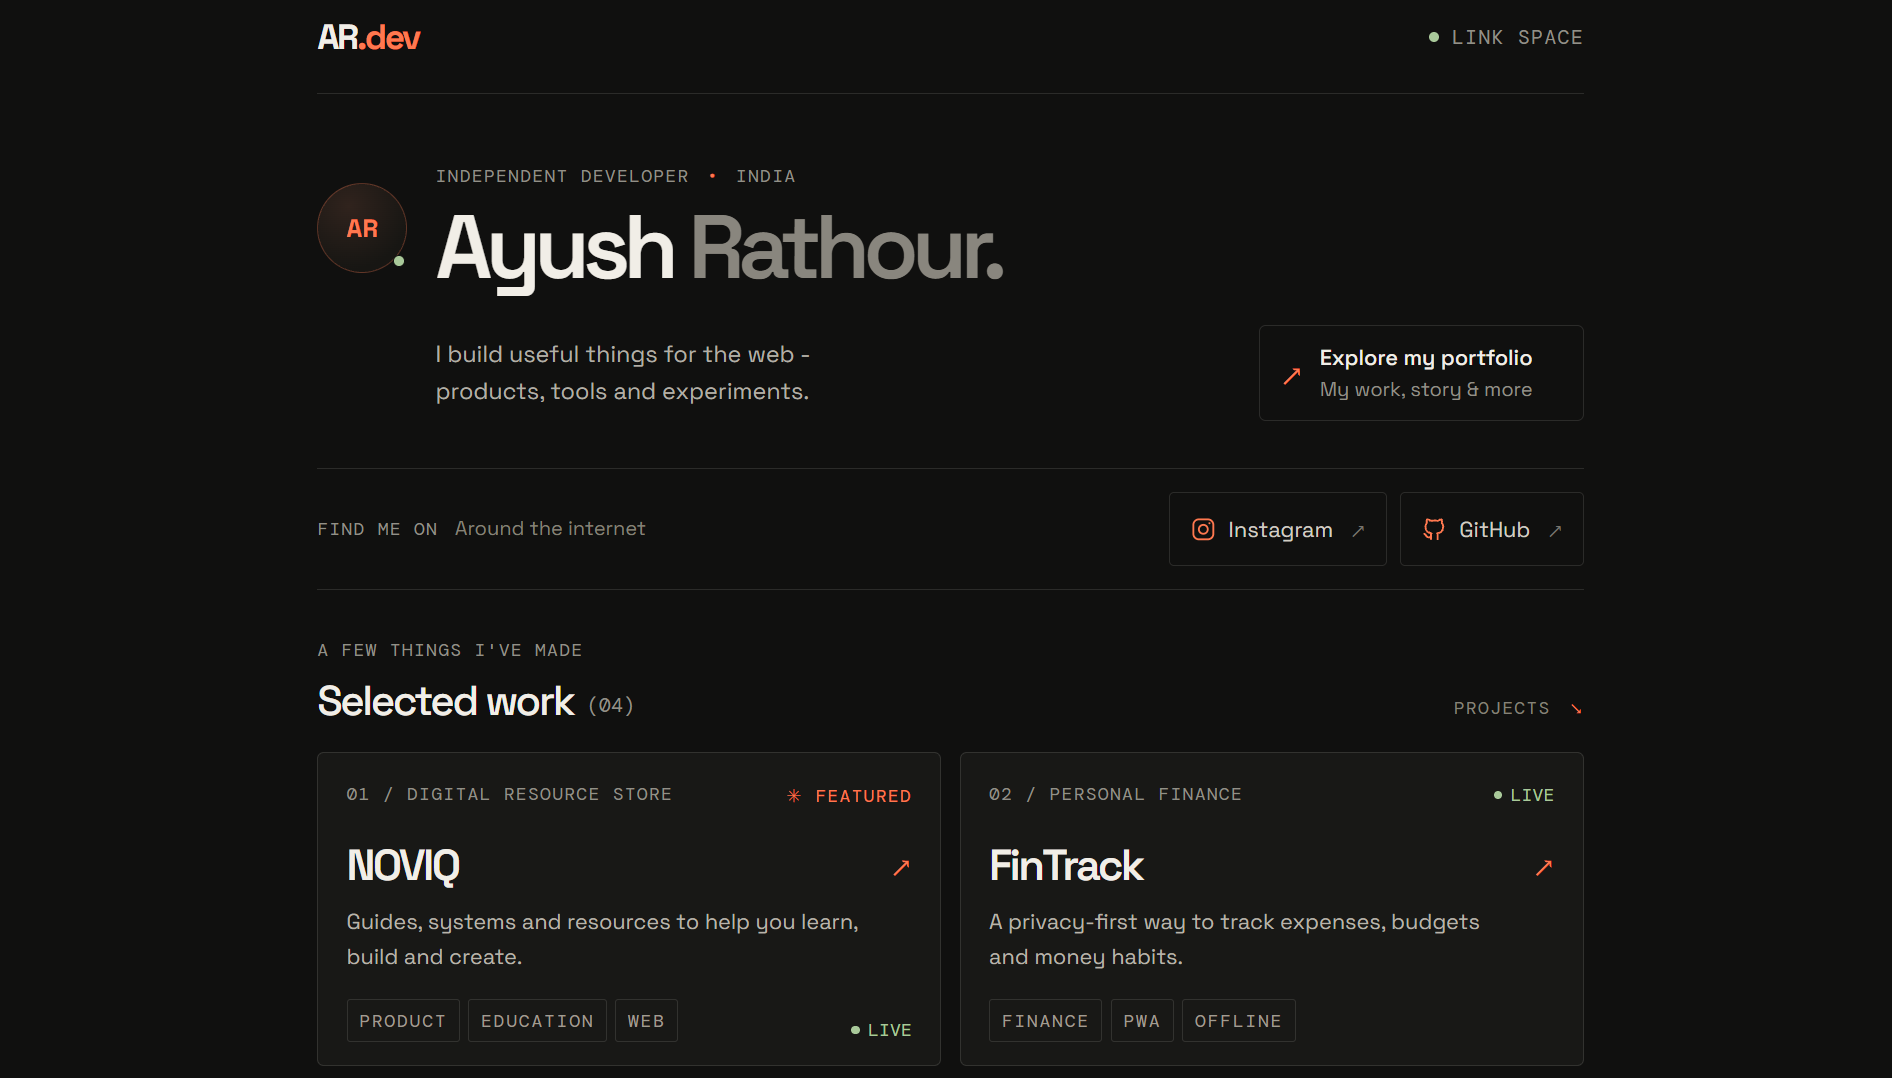 AR.dev
LINK SPACE
INDEPENDENT DEVELOPER • INDIA
AR
Ayush Rathour.
I build useful things for the web -
products, tools and experiments.
↗ Explore my portfolio
My work, story & more
FIND ME ON Around the internet
Instagram ↗
GitHub ↗
A FEW THINGS I'VE MADE
Selected work (04)
PROJECTS ↘
01 / DIGITAL RESOURCE STORE
✳ FEATURED
NOVIQ ↗
Guides, systems and resources to help you learn,
build and create.
PRODUCT EDUCATION WEB
LIVE
02 / PERSONAL FINANCE
LIVE
FinTrack ↗
A privacy-first way to track expenses, budgets
and money habits.
FINANCE PWA OFFLINE